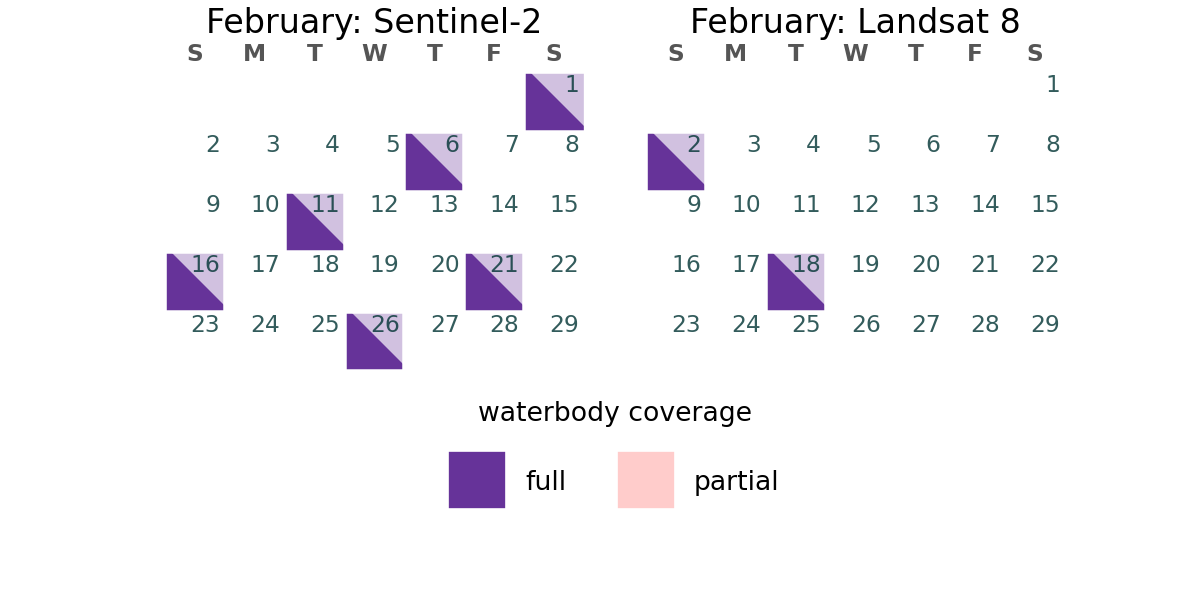 February: Sentinel-2
S M T W T F S
1
2 3 4 5 6 7 8
9 10 11 12 13 14 15
16 17 18 19 20 21 22
23 24 25 26 27 28 29
February: Landsat 8
S M T W T F S
1
2 3 4 5 6 7 8
9 10 11 12 13 14 15
16 17 18 19 20 21 22
23 24 25 26 27 28 29
waterbody coverage
full partial